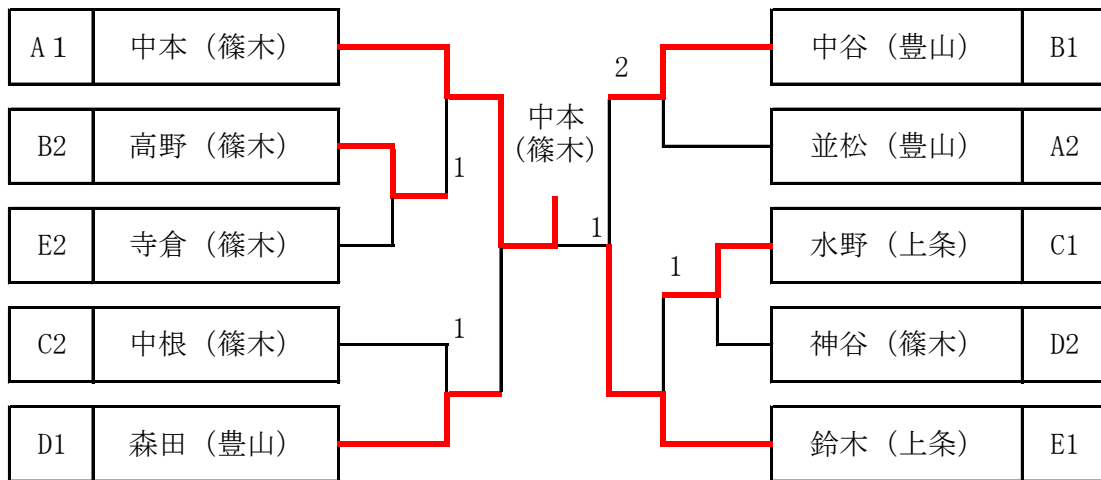 A１ 中本（篠木）
B2 高野（篠木）
E2 寺倉（篠木）
C2 中根（篠木）
D1 森田（豊山）
1
1
中本
（篠木）
1
2
1
中谷（豊山） B1
並松（豊山） A2
水野（上条） C1
神谷（篠木） D2
鈴木（上条） E1